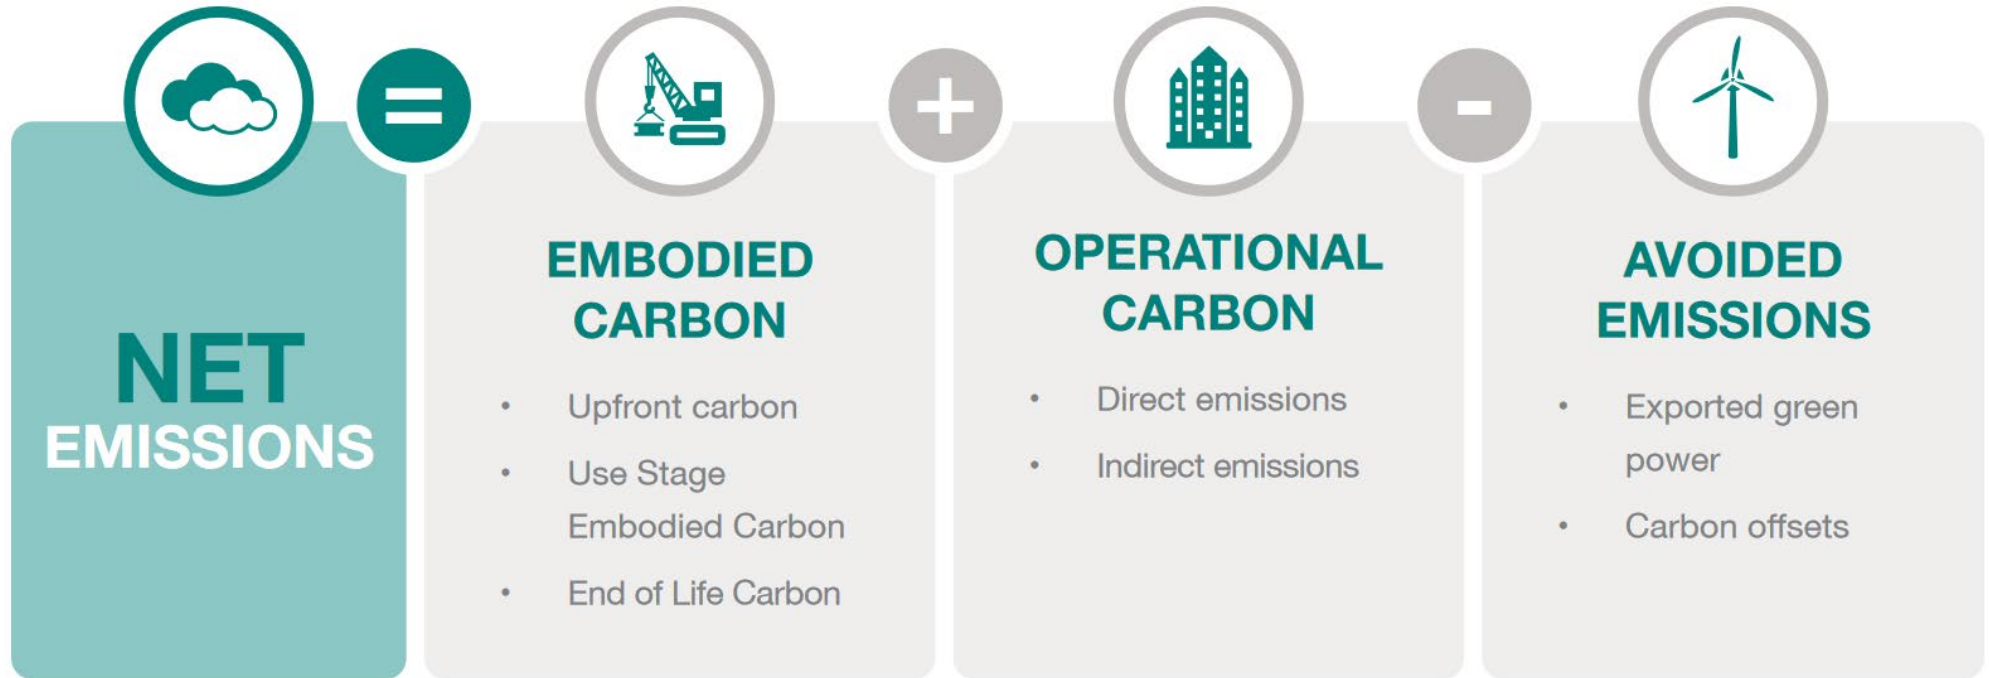 NET
EMISSIONS
=
EMBODIED
CARBON
• Upfront carbon
• Use Stage
Embodied Carbon
• End of Life Carbon
+
OPERATIONAL
CARBON
• Direct emissions
• Indirect emissions
-
AVOIDED
EMISSIONS
• Exported green
power
• Carbon offsets